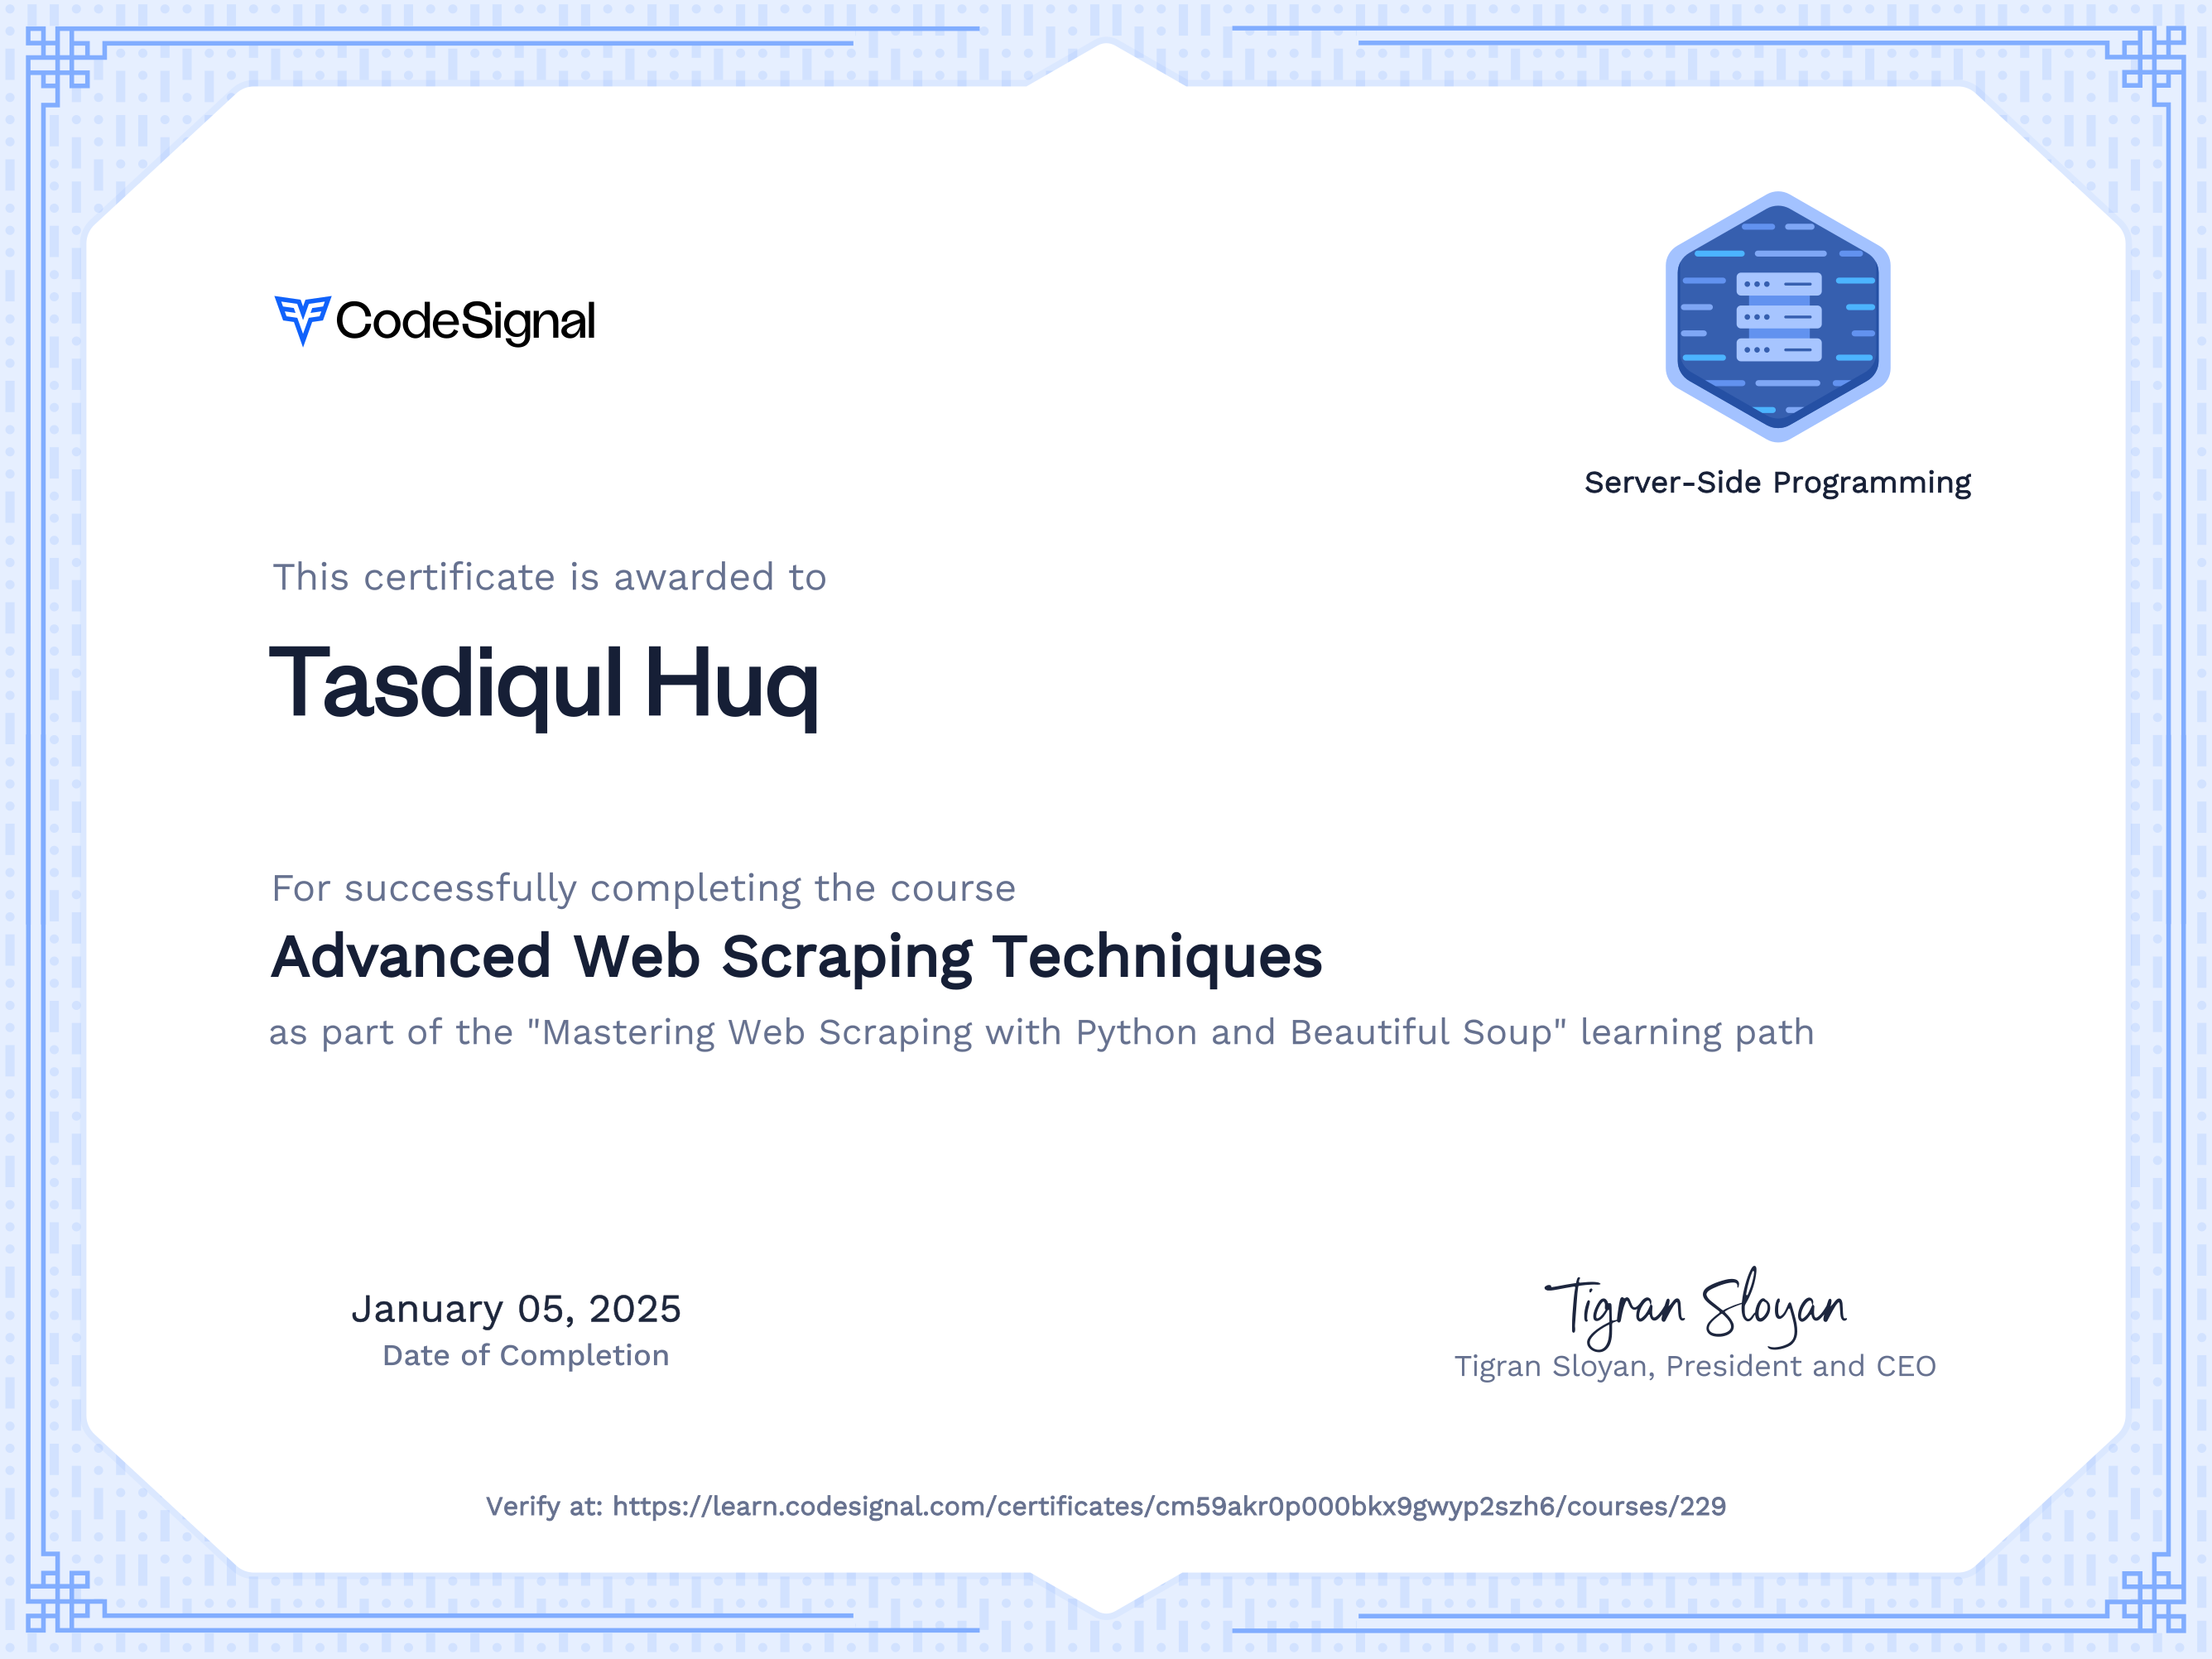 CodeSignal
Server-Side Programming
This certificate is awarded to
Tasdiqul Huq
For successfully completing the course
Advanced Web Scraping Techniques
as part of the "Mastering Web Scraping with Python and Beautiful Soup" learning path
January 05, 2025
Date of Completion
Tigran Sloyan
Tigran Sloyan, President and CEO
Verify at: https://learn.codesignal.com/certificates/cm59akr0p000bkx9gwyp2szh6/courses/229